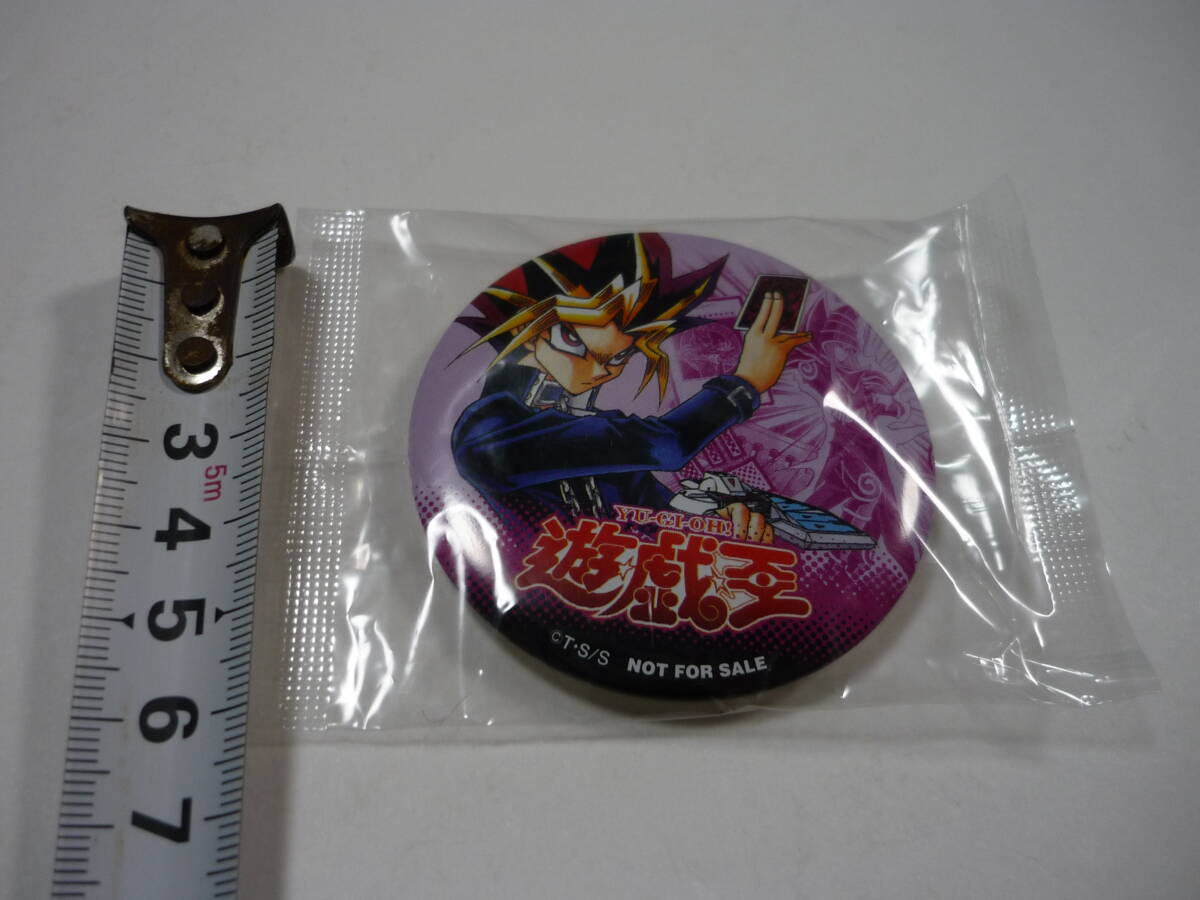 3
5m
4
5
6
7
YU-GI-OH!
遊戯王
©T・S/S NOT FOR SALE